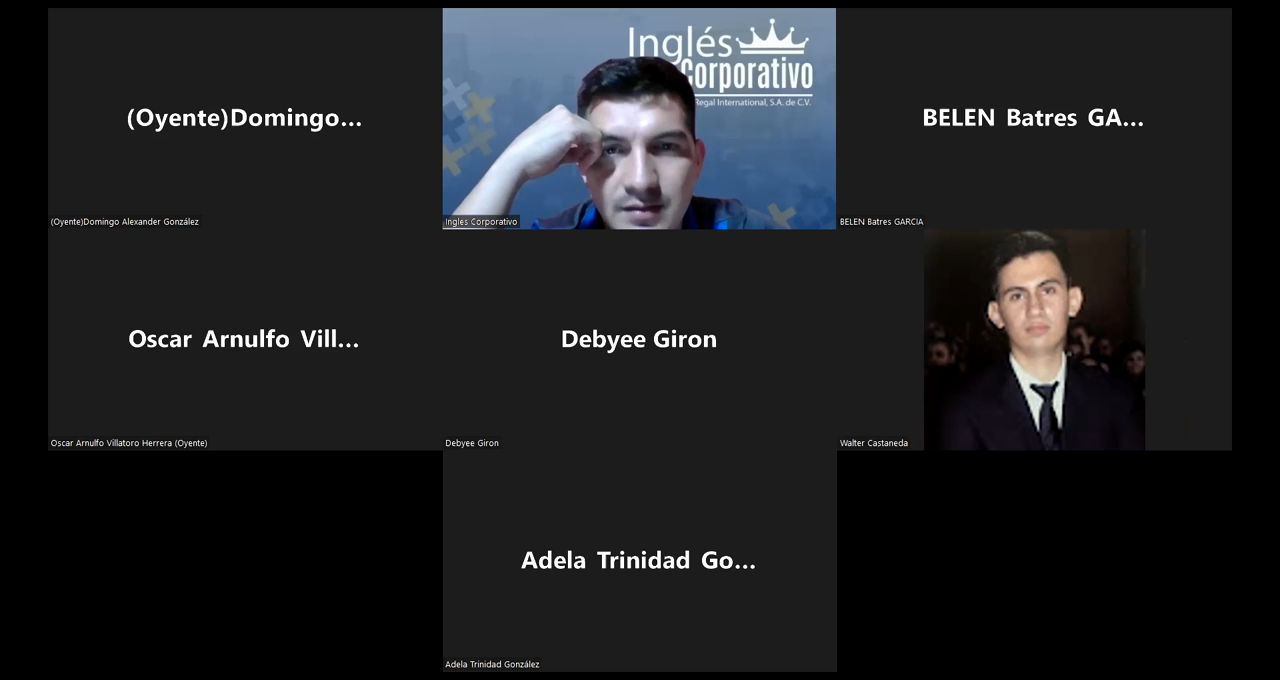 (Oyente)Domingo...
(Oyente)Domingo Alexander González
Inglés
Corporativo
Regal International, S.A. de C.V.
Ingles Corporativo
BELEN Batres GA...
BELEN Batres GARCIA
Oscar Arnulfo Vill...
Oscar Arnulfo Villatoro Herrera (Oyente)
Debyee Giron
Debyee Giron
Walter Castaneda
Adela Trinidad Go...
Adela Trinidad González